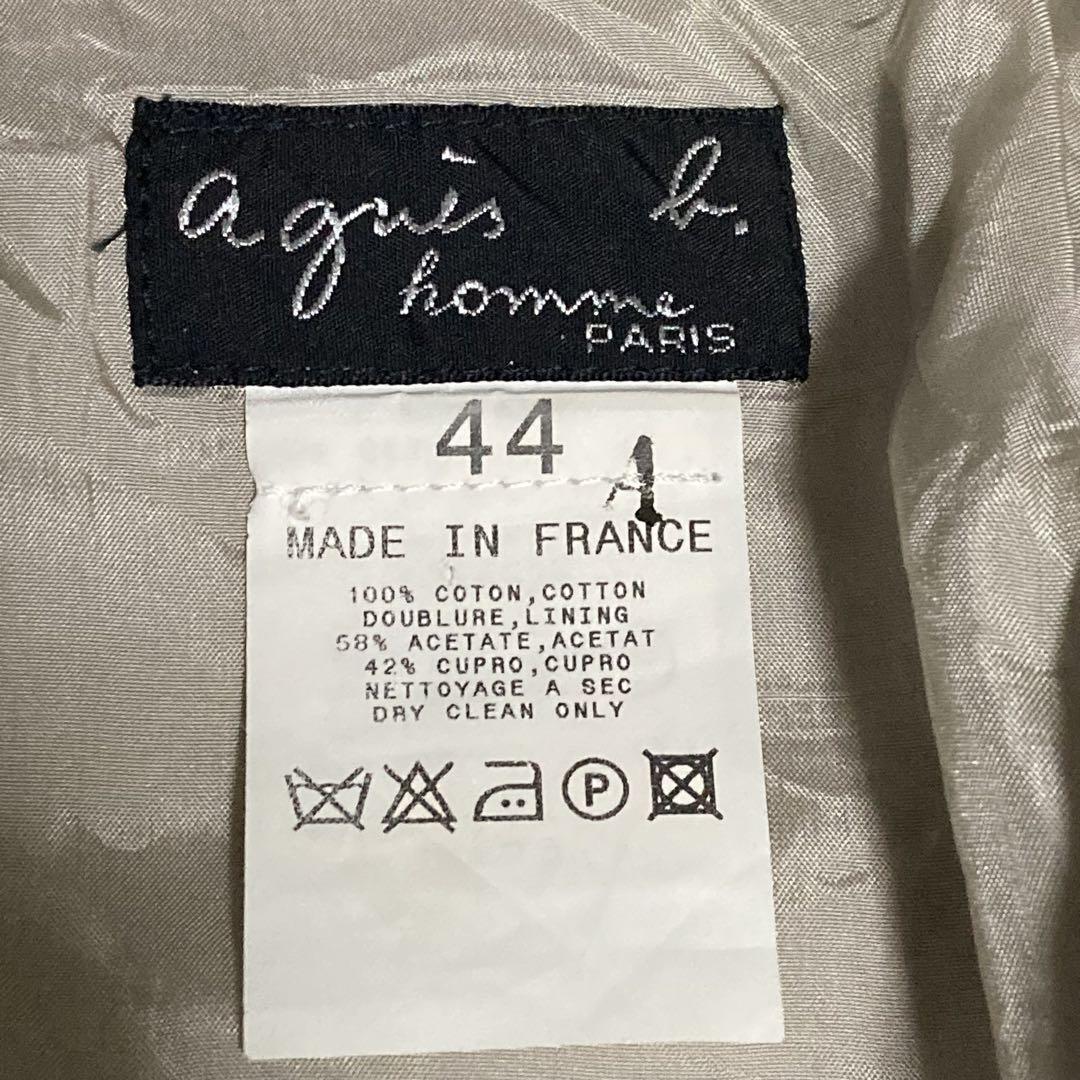 agnès b.
homme
PARIS
44
1
MADE IN FRANCE
100% COTON,COTTON
DOUBLURE,LINING
58% ACETATE,ACETAT
42% CUPRO,CUPRO
NETTOYAGE A SEC
DRY CLEAN ONLY
P